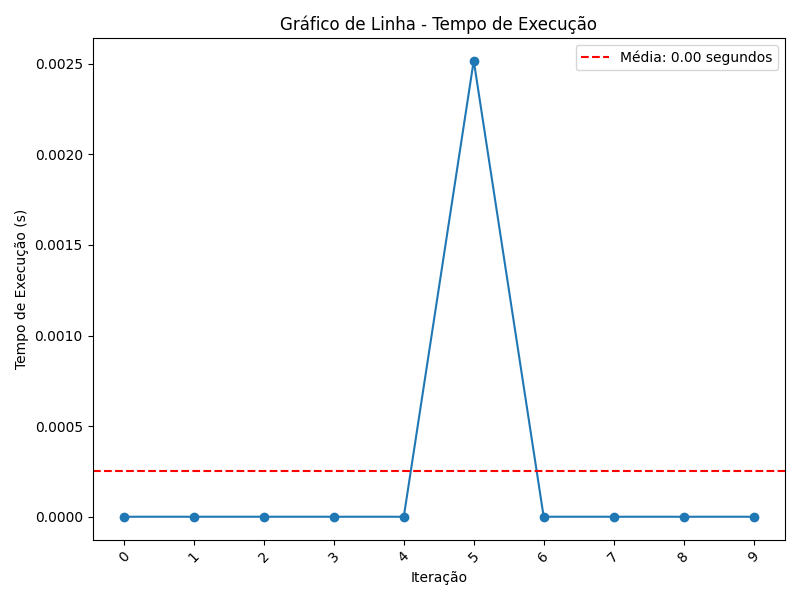 Gráfico de Linha - Tempo de Execução
Média: 0.00 segundos
Tempo de Execução (s)
0.0025
0.0020
0.0015
0.0010
0.0005
0.0000
0 1 2 3 4 5 6 7 8 9
Iteração